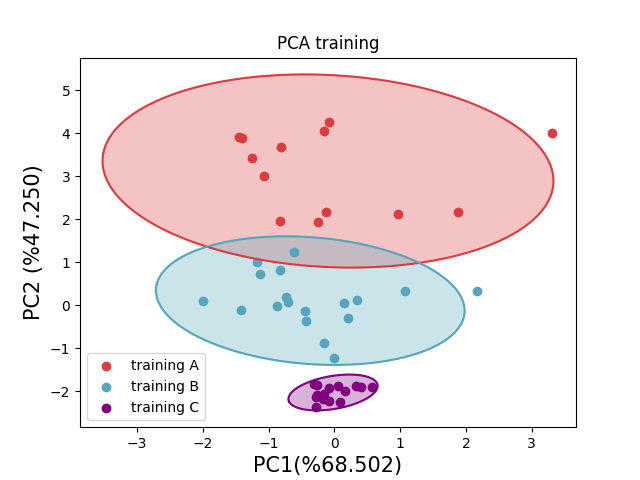 PCA training
PC2 (%47.250)
5
4
3
2
1
0
−1
−2
training A
training B
training C
−3
−2
−1
0
1
2
3
PC1(%68.502)